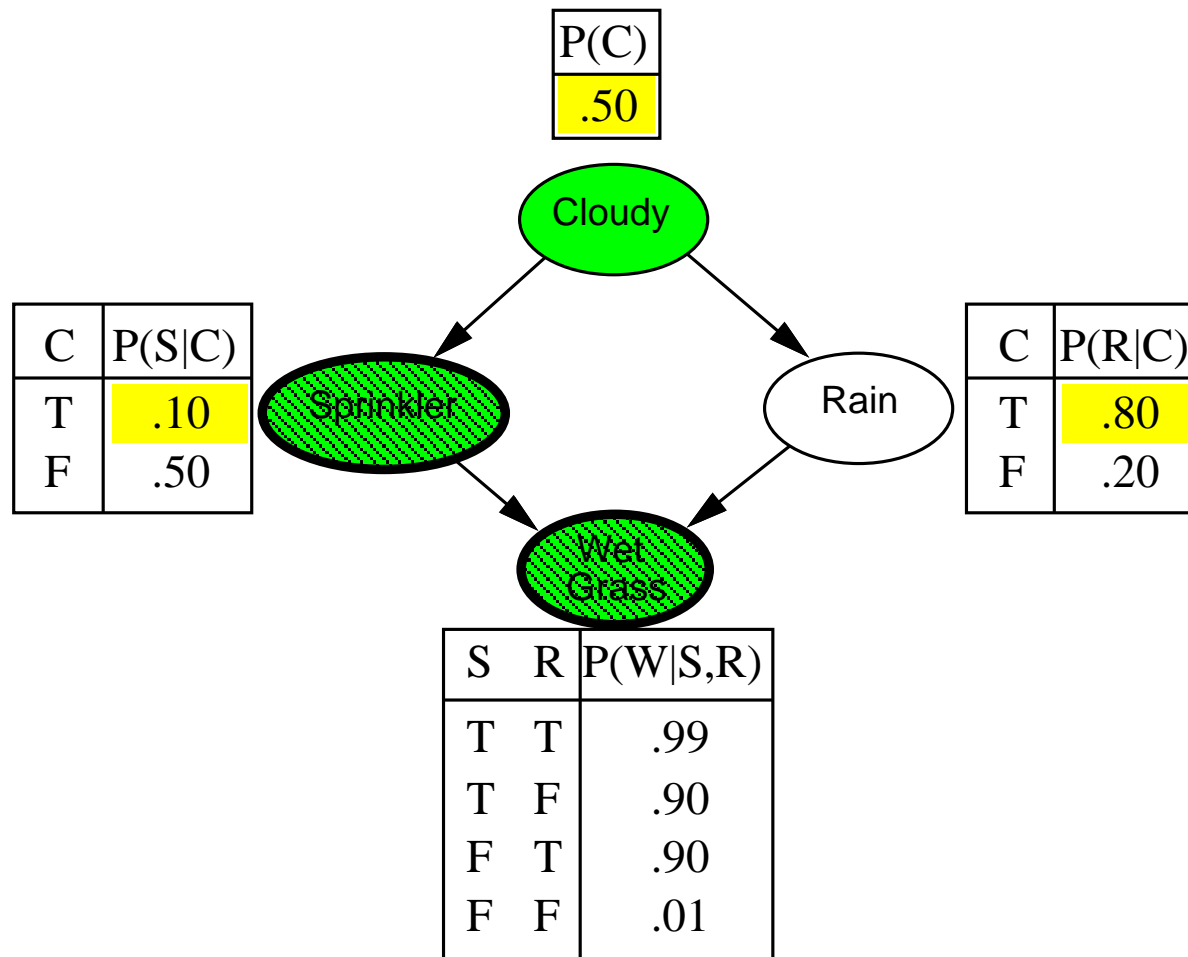 P(C)
.50
Cloudy
C P(S|C)
T .10
F .50
Sprinkler
Rain
C P(R|C)
T .80
F .20
Wet
Grass
S R P(W|S,R)
T T .99
T F .90
F T .90
F F .01